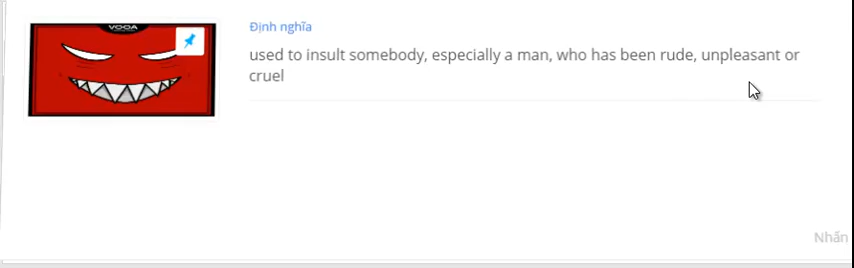 VOOA
Định nghĩa
used to insult somebody, especially a man, who has been rude, unpleasant or
cruel
Nhấn